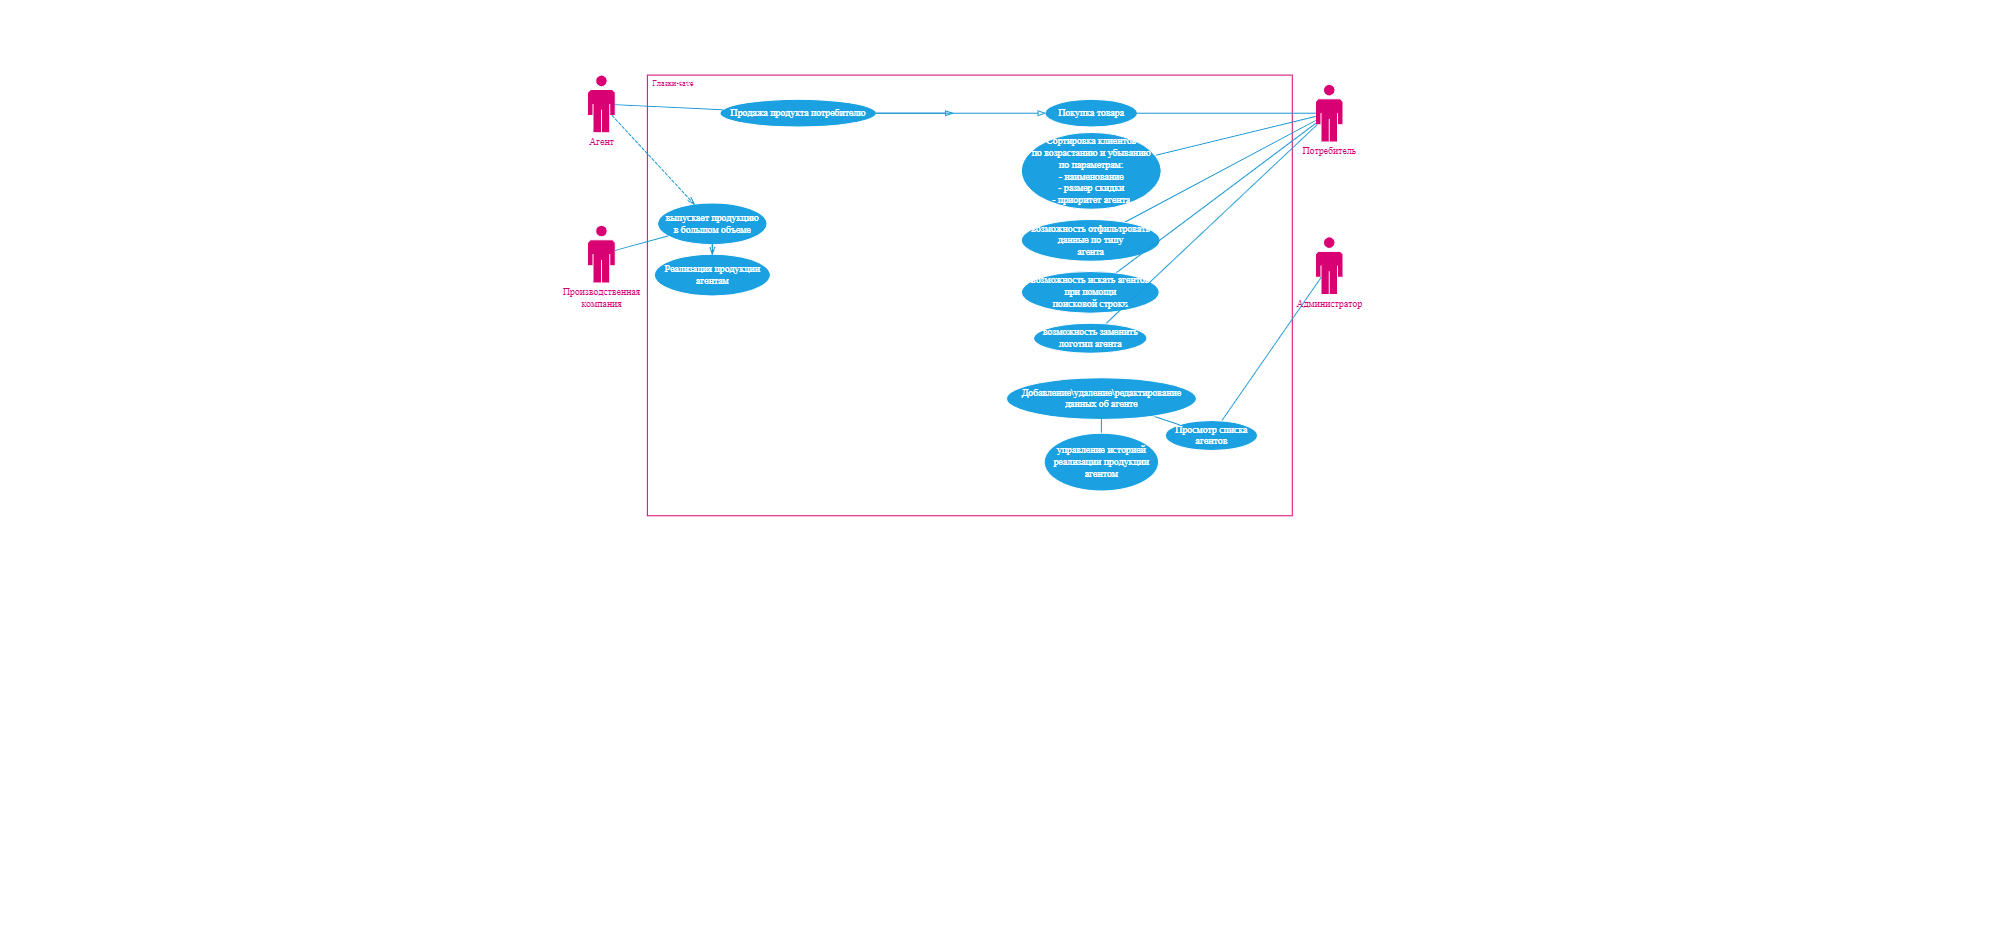 Глазки-save
Агент
Продажа продукта потребителю
Покупка товара
Потребитель
Сортировка клиентов
по возрастанию и убыванию
по параметрам:
- наименование
- размер скидки
- приоритет агента
выпускает продукцию
в большом объеме
Реализация продукции
агентам
Производственная
компания
возможность отфильтровать
данные по типу
агента
возможность искать агентов
при помощи
поисковой строки
возможность заменить
логотип агента
Администратор
Добавление\удаление\редактирование
данных об агенте
Просмотр списка
агентов
управление историей
реализации продукции
агентом